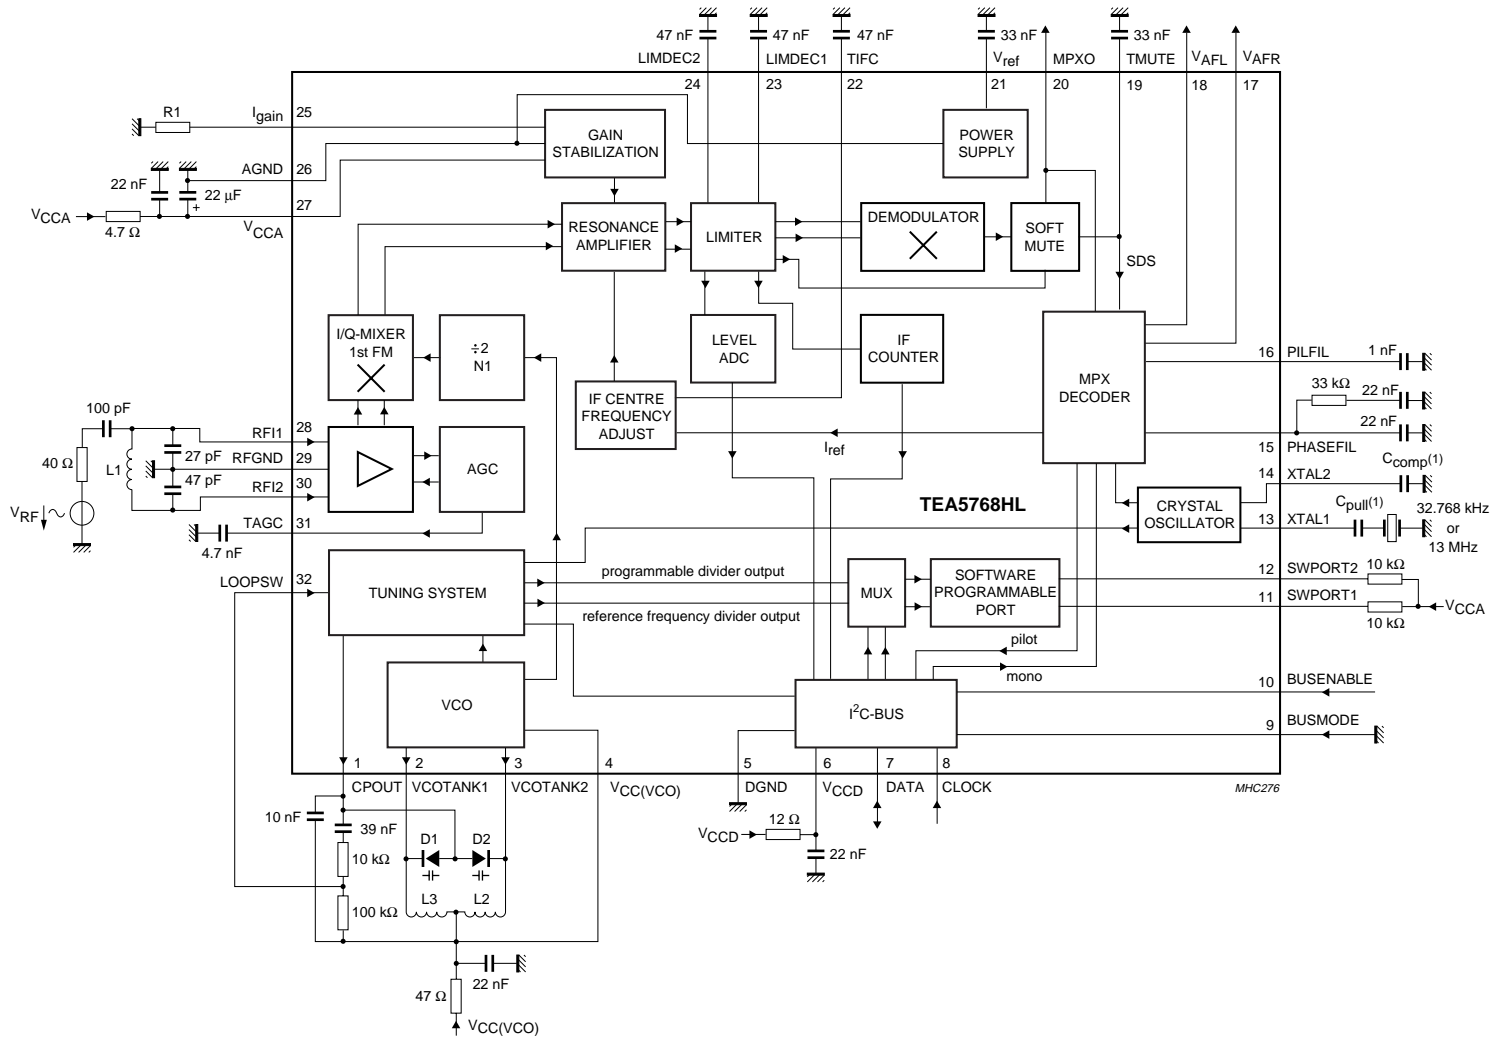 47 nF 47 nF 47 nF 33 nF 33 nF
LIMDEC2 LIMDEC1 TIFC Vref MPXO TMUTE VAFL VAFR
24 23 22 21 20 19 18 17
R1 Igain 25
GAIN STABILIZATION
POWER SUPPLY
AGND 26
22 nF 22 μF
+
VCCA 4.7 Ω VCCA 27
RESONANCE AMPLIFIER
LIMITER
DEMODULATOR
SOFT MUTE
SDS
I/Q-MIXER
1st FM
÷2
N1
LEVEL ADC
IF COUNTER
MPX DECODER
IF CENTRE FREQUENCY ADJUST
Iref
16 PILFIL 1 nF
33 kΩ 22 nF
22 nF
15 PHASEFIL
100 pF
RFI1 28
27 pF
RFGND 29
40 Ω L1
47 pF
RFI2 30
VRF
TAGC 31
4.7 nF
AGC
TEA5768HL
CRYSTAL OSCILLATOR
14 XTAL2 Ccomp(1)
13 XTAL1 Cpull(1)
32.768 kHz
or
13 MHz
LOOPSW 32
TUNING SYSTEM
programmable divider output
reference frequency divider output
MUX
SOFTWARE PROGRAMMABLE PORT
12 SWPORT2 10 kΩ
11 SWPORT1 10 kΩ
VCCA
pilot
mono
VCO
I2C-BUS
10 BUSENABLE
9 BUSMODE
1 2 3 4 5 6 7 8
CPOUT VCOTANK1 VCOTANK2 VCC(VCO) DGND VCCD DATA CLOCK
MHC276
10 nF
39 nF
10 kΩ
100 kΩ
D1 D2
L3 L2
VCCD 12 Ω
22 nF
22 nF
47 Ω
VCC(VCO)